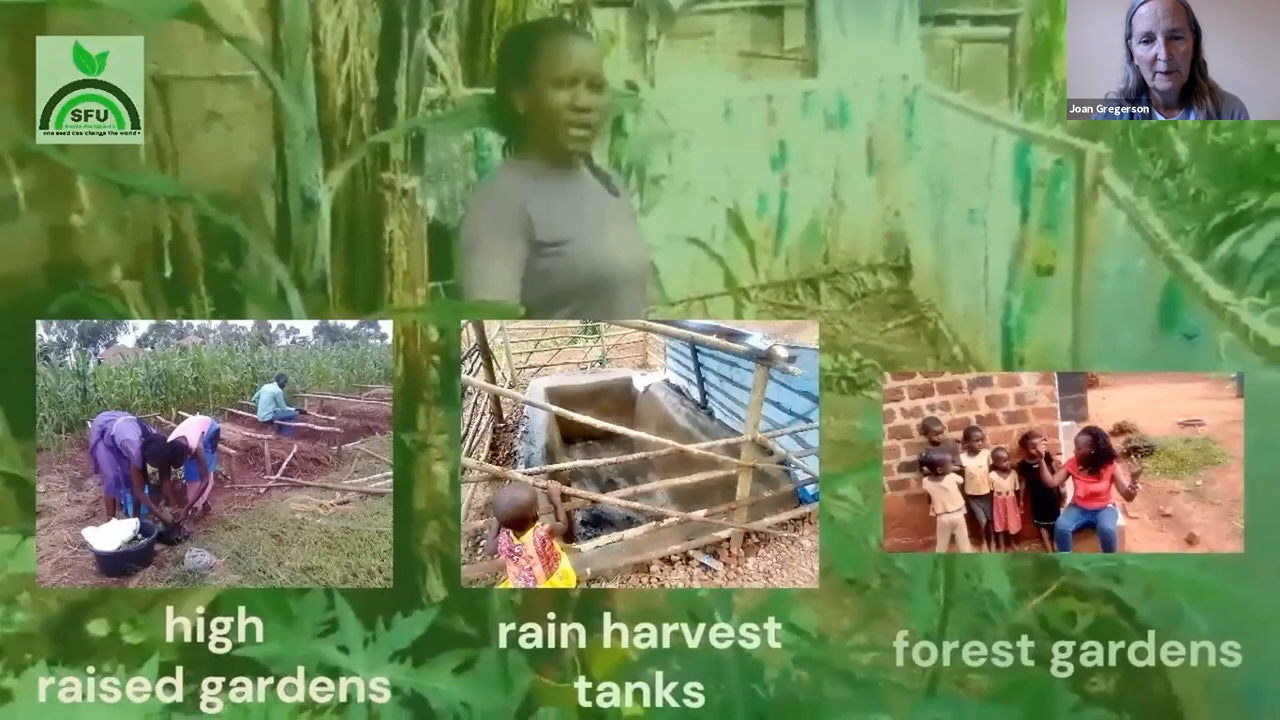 SFU
one seed can change the world
Joan Gregerson
high
raised gardens
rain harvest
tanks
forest gardens